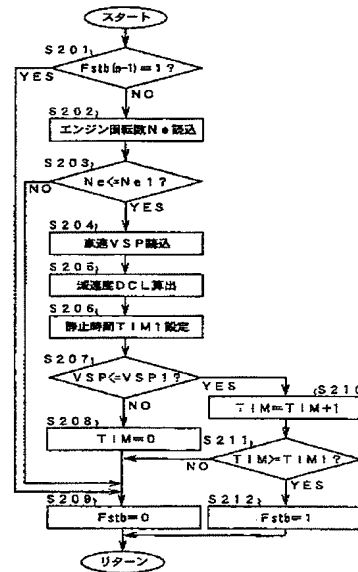 スタート
S201
Fstb(n-1)=1?
YES
NO
S202
エンジン回転数Ne読込
S203
Ne<=Ne1?
NO
YES
S204
車速VSP読込
S205
減速度DCL算出
S206
静止時間TIM1設定
S207
VSP<=VSP1?
YES
NO
S210
TIM=TIM+1
S208
TIM=0
S211
TIM>=TIM1?
NO
YES
S209
Fstb=0
S212
Fstb=1
リターン